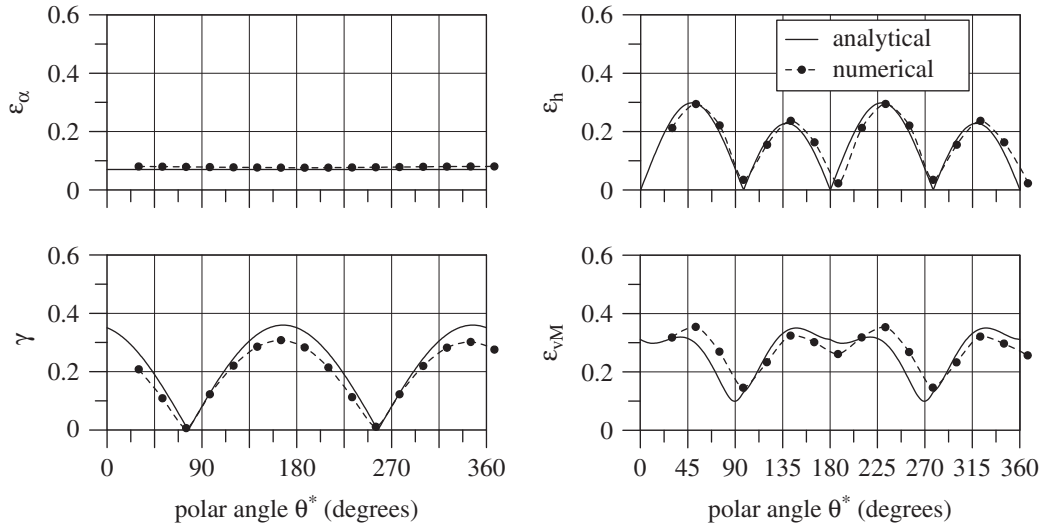 0.6
0.4
0.2
0
ε_α
0.6
0.4
0.2
0
ε_h
analytical
numerical
0.6
0.4
0.2
0
γ
0 90 180 270 360
polar angle θ* (degrees)
0.6
0.4
0.2
0
ε_vM
0 45 90 135 180 225 270 315 360
polar angle θ* (degrees)